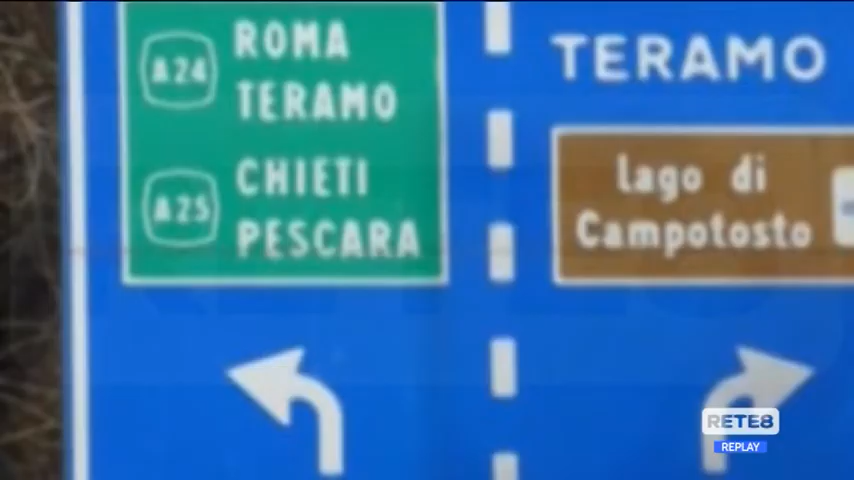 A24
ROMA
TERAMO
A25
CHIETI
PESCARA
TERAMO
Lago di
Campotosto
RETE8
REPLAY